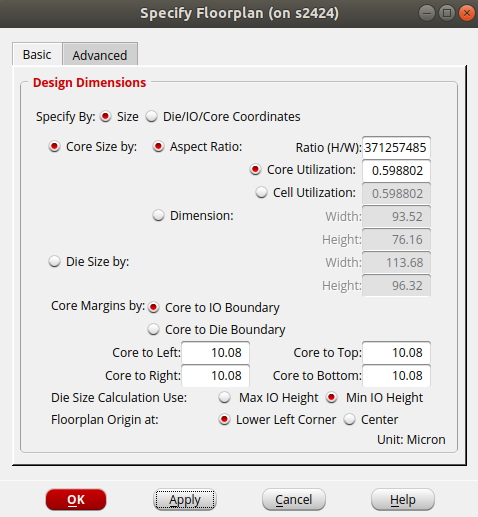 Specify Floorplan (on s2424)
Basic Advanced
Design Dimensions
Specify By: Size Die/IO/Core Coordinates
Core Size by: Aspect Ratio: Ratio (H/W): 371257485
Core Utilization: 0.598802
Cell Utilization: 0.598802
Dimension: Width: 93.52
Height: 76.16
Die Size by: Width: 113.68
Height: 96.32
Core Margins by: Core to IO Boundary
Core to Die Boundary
Core to Left: 10.08 Core to Top: 10.08
Core to Right: 10.08 Core to Bottom: 10.08
Die Size Calculation Use: Max IO Height Min IO Height
Floorplan Origin at: Lower Left Corner Center
Unit: Micron
OK Apply Cancel Help